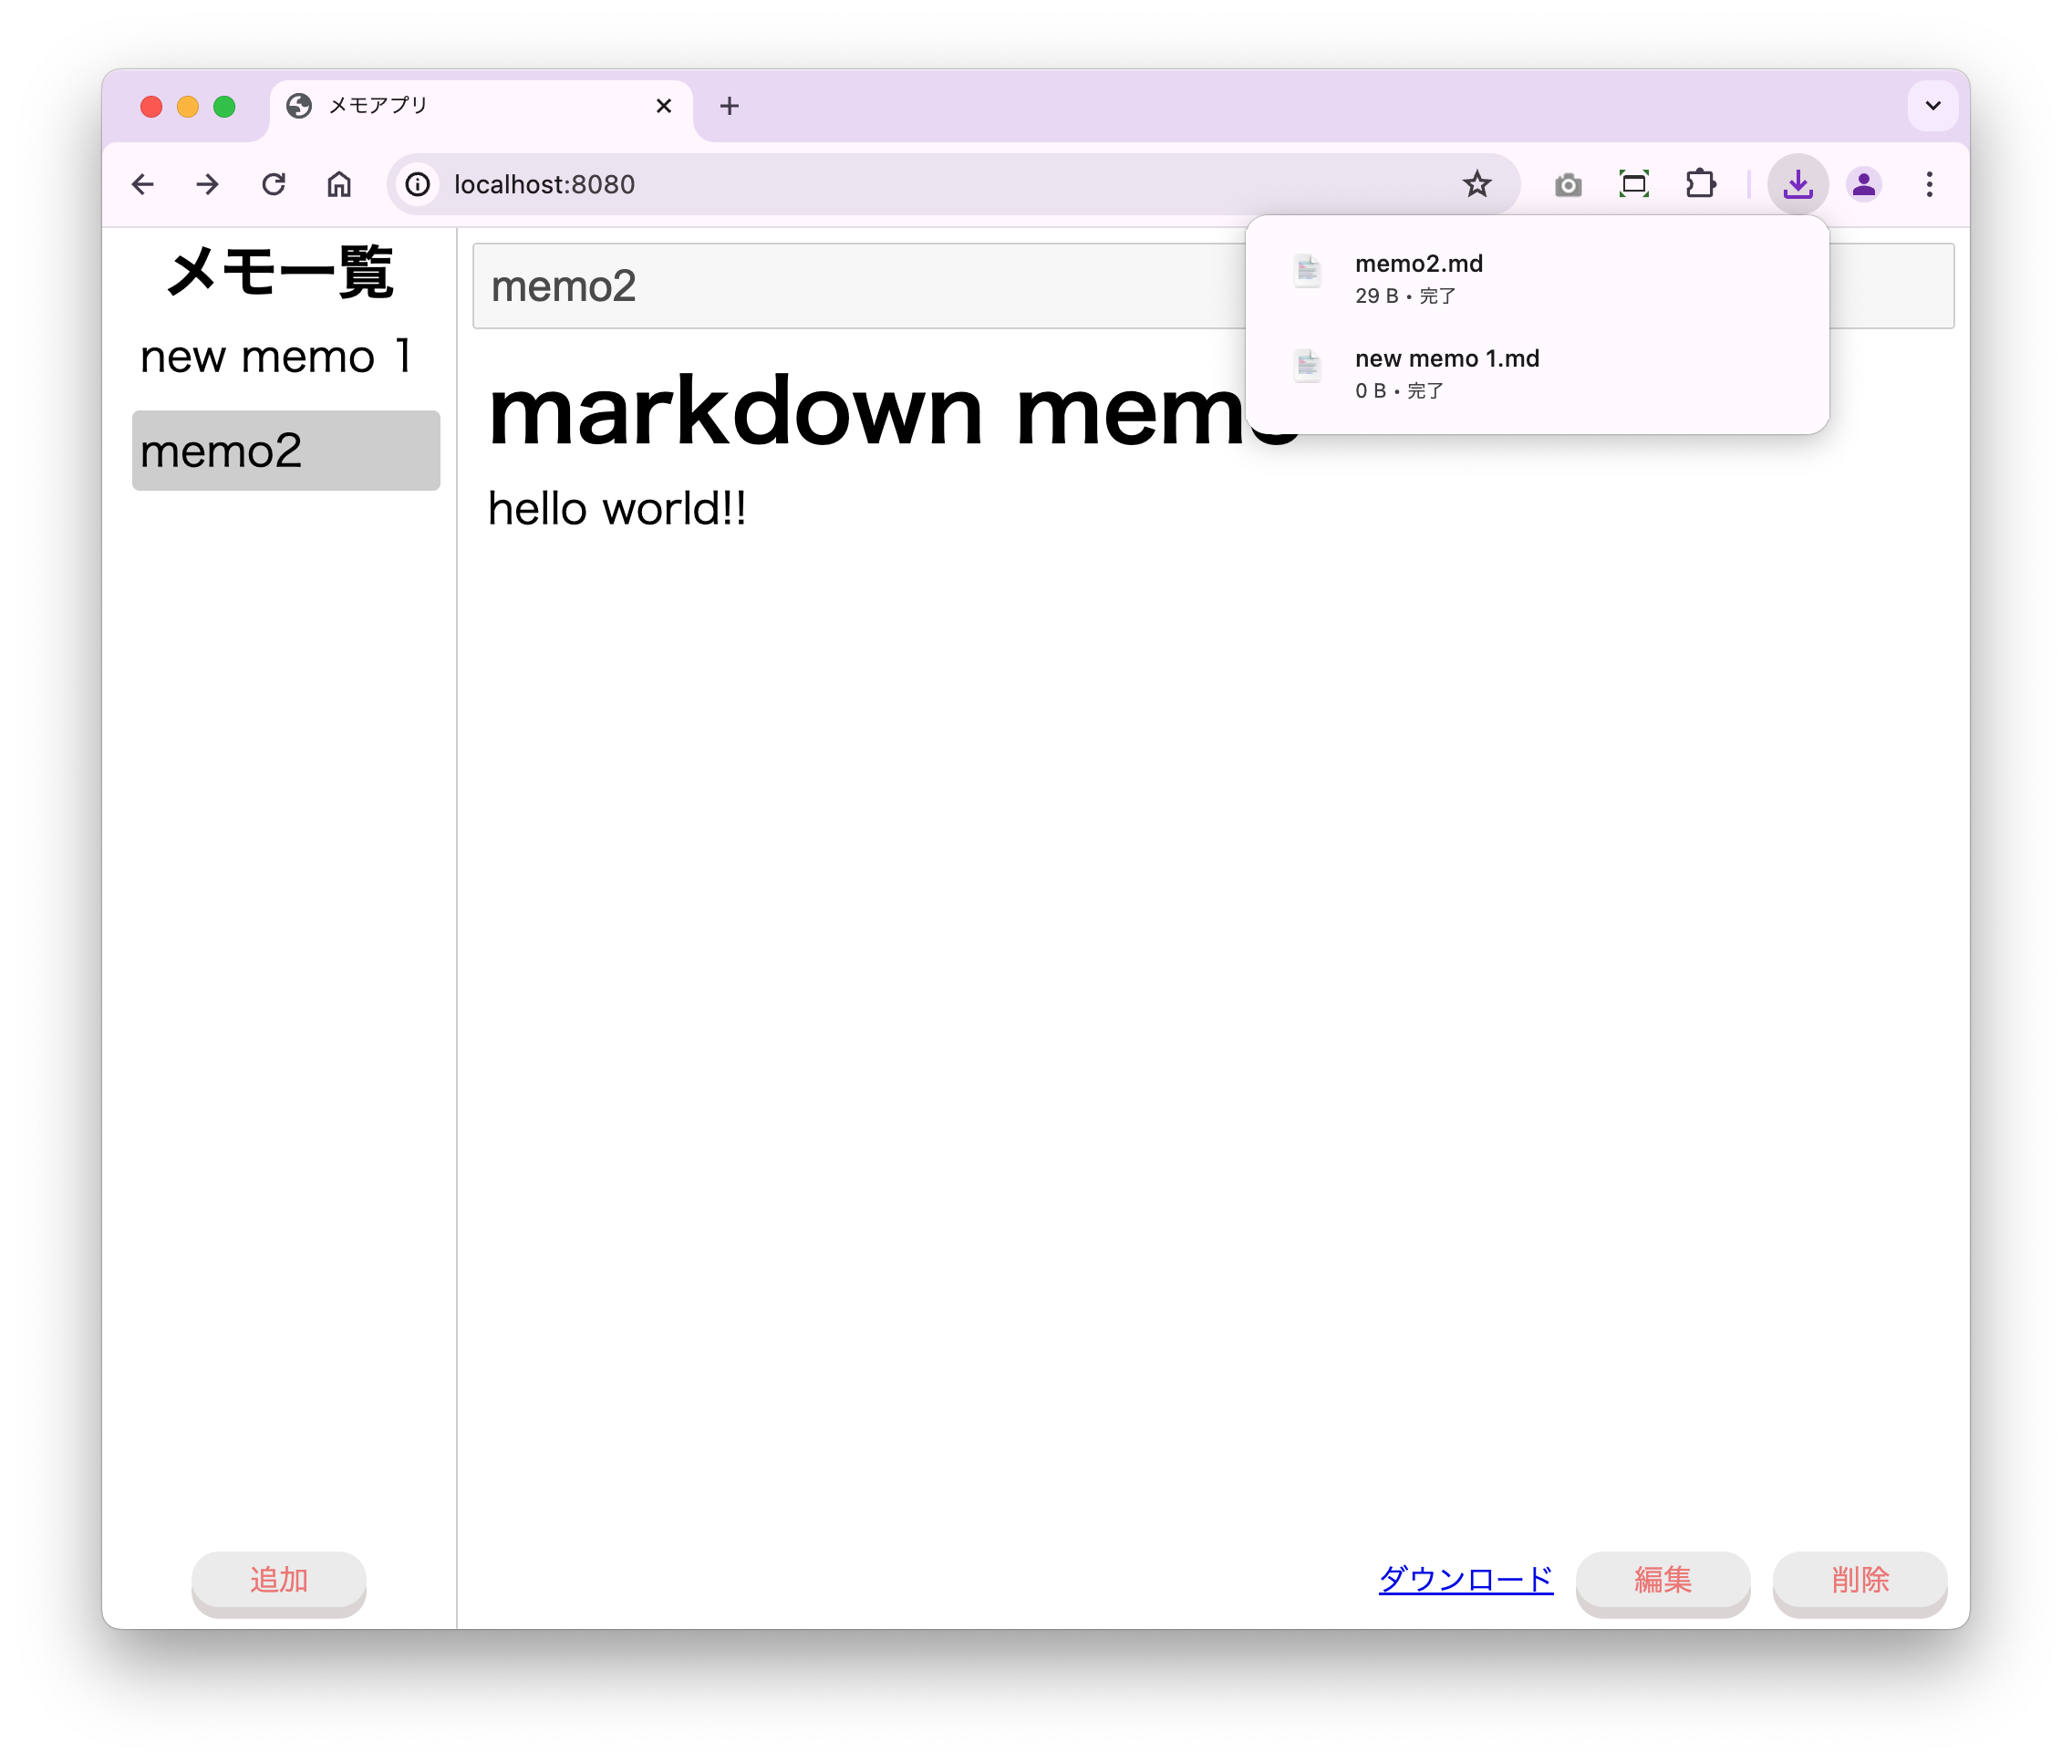 メモアプリ
localhost:8080
memo2.md
29 B • 完了
new memo 1.md
0 B • 完了
メモ一覧
new memo 1
memo2
memo2
markdown memo
hello world!!
追加
ダウンロード
編集
削除